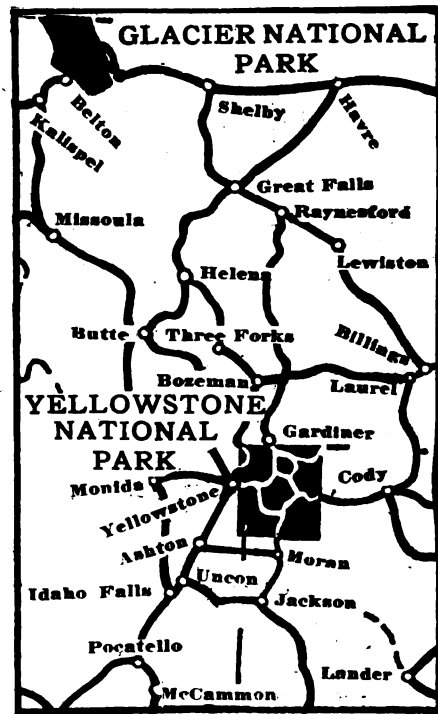 GLACIER NATIONAL
PARK
Belton
Shelby
Havre
Kalispel
Great Falls
Raynesford
Missoula
Lewiston
Helena
Butte
Three Forks
Billings
Bozeman
Laurel
YELLOWSTONE
NATIONAL
PARK
Gardiner
Monida
Cody
Yellowstone
Ashton
Moran
Idaho Falls
Uncon
Jackson
Pocatello
Lander
McCammon